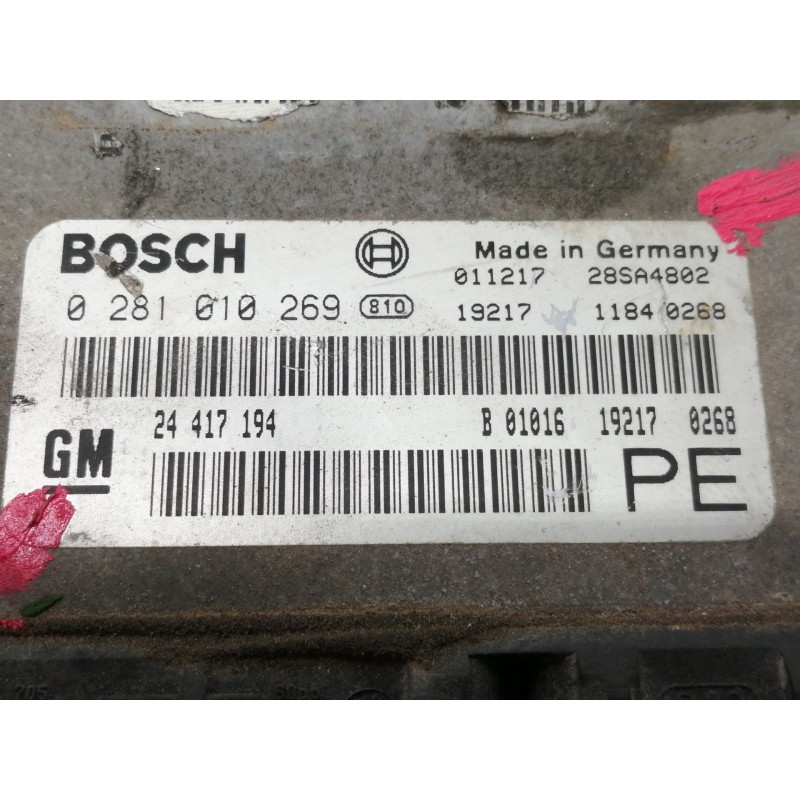 BOSCH Made in Germany
011217 28SA4802
0 281 010 269 810 19217 1184 0268
24 417 194 B 01016 19217 0268
GM PE